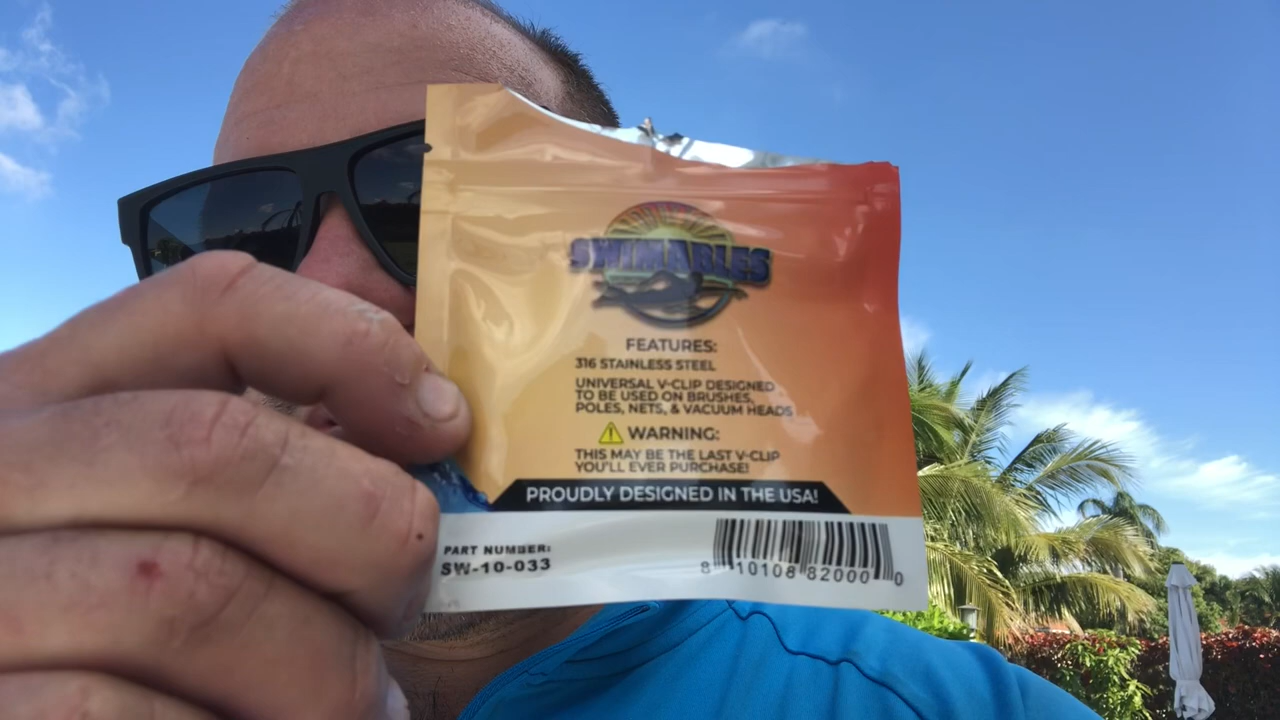 SWIMABLES
FEATURES:
316 STAINLESS STEEL
UNIVERSAL V-CLIP DESIGNED
TO BE USED ON BRUSHES,
POLES, NETS, & VACUUM HEADS
WARNING:
THIS MAY BE THE LAST V-CLIP
YOU'LL EVER PURCHASE!
PROUDLY DESIGNED IN THE USA!
PART NUMBER:
SW-10-033
8 10108 82000 0